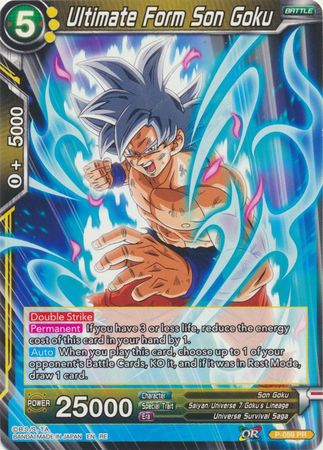 5 Ultimate Form Son Goku BATTLE
0 + 5000
Double Strike
Permanent If you have 3 or less life, reduce the energy
cost of this card in your hand by 1.
Auto When you play this card, choose up to 1 of your
opponent's Battle Cards, KO it, and if it was in Rest Mode,
draw 1 card.
POWER 25000
Character Son Goku
Special Trait Saiyan/Universe 7/Goku's Lineage
Era Universe Survival Saga
BANDAI MADE IN JAPAN EN RE
P-059 PR